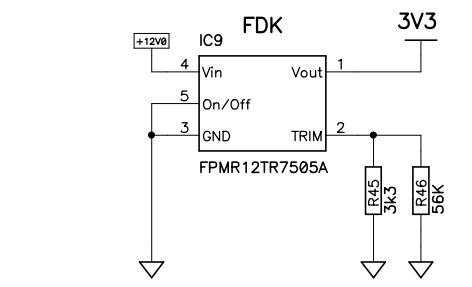 FDK
3V3
+12V0
IC9
4
Vin
Vout
1
5
On/Off
3
GND
TRIM
2
FPMR12TR7505A
R45
3k3
R46
56K